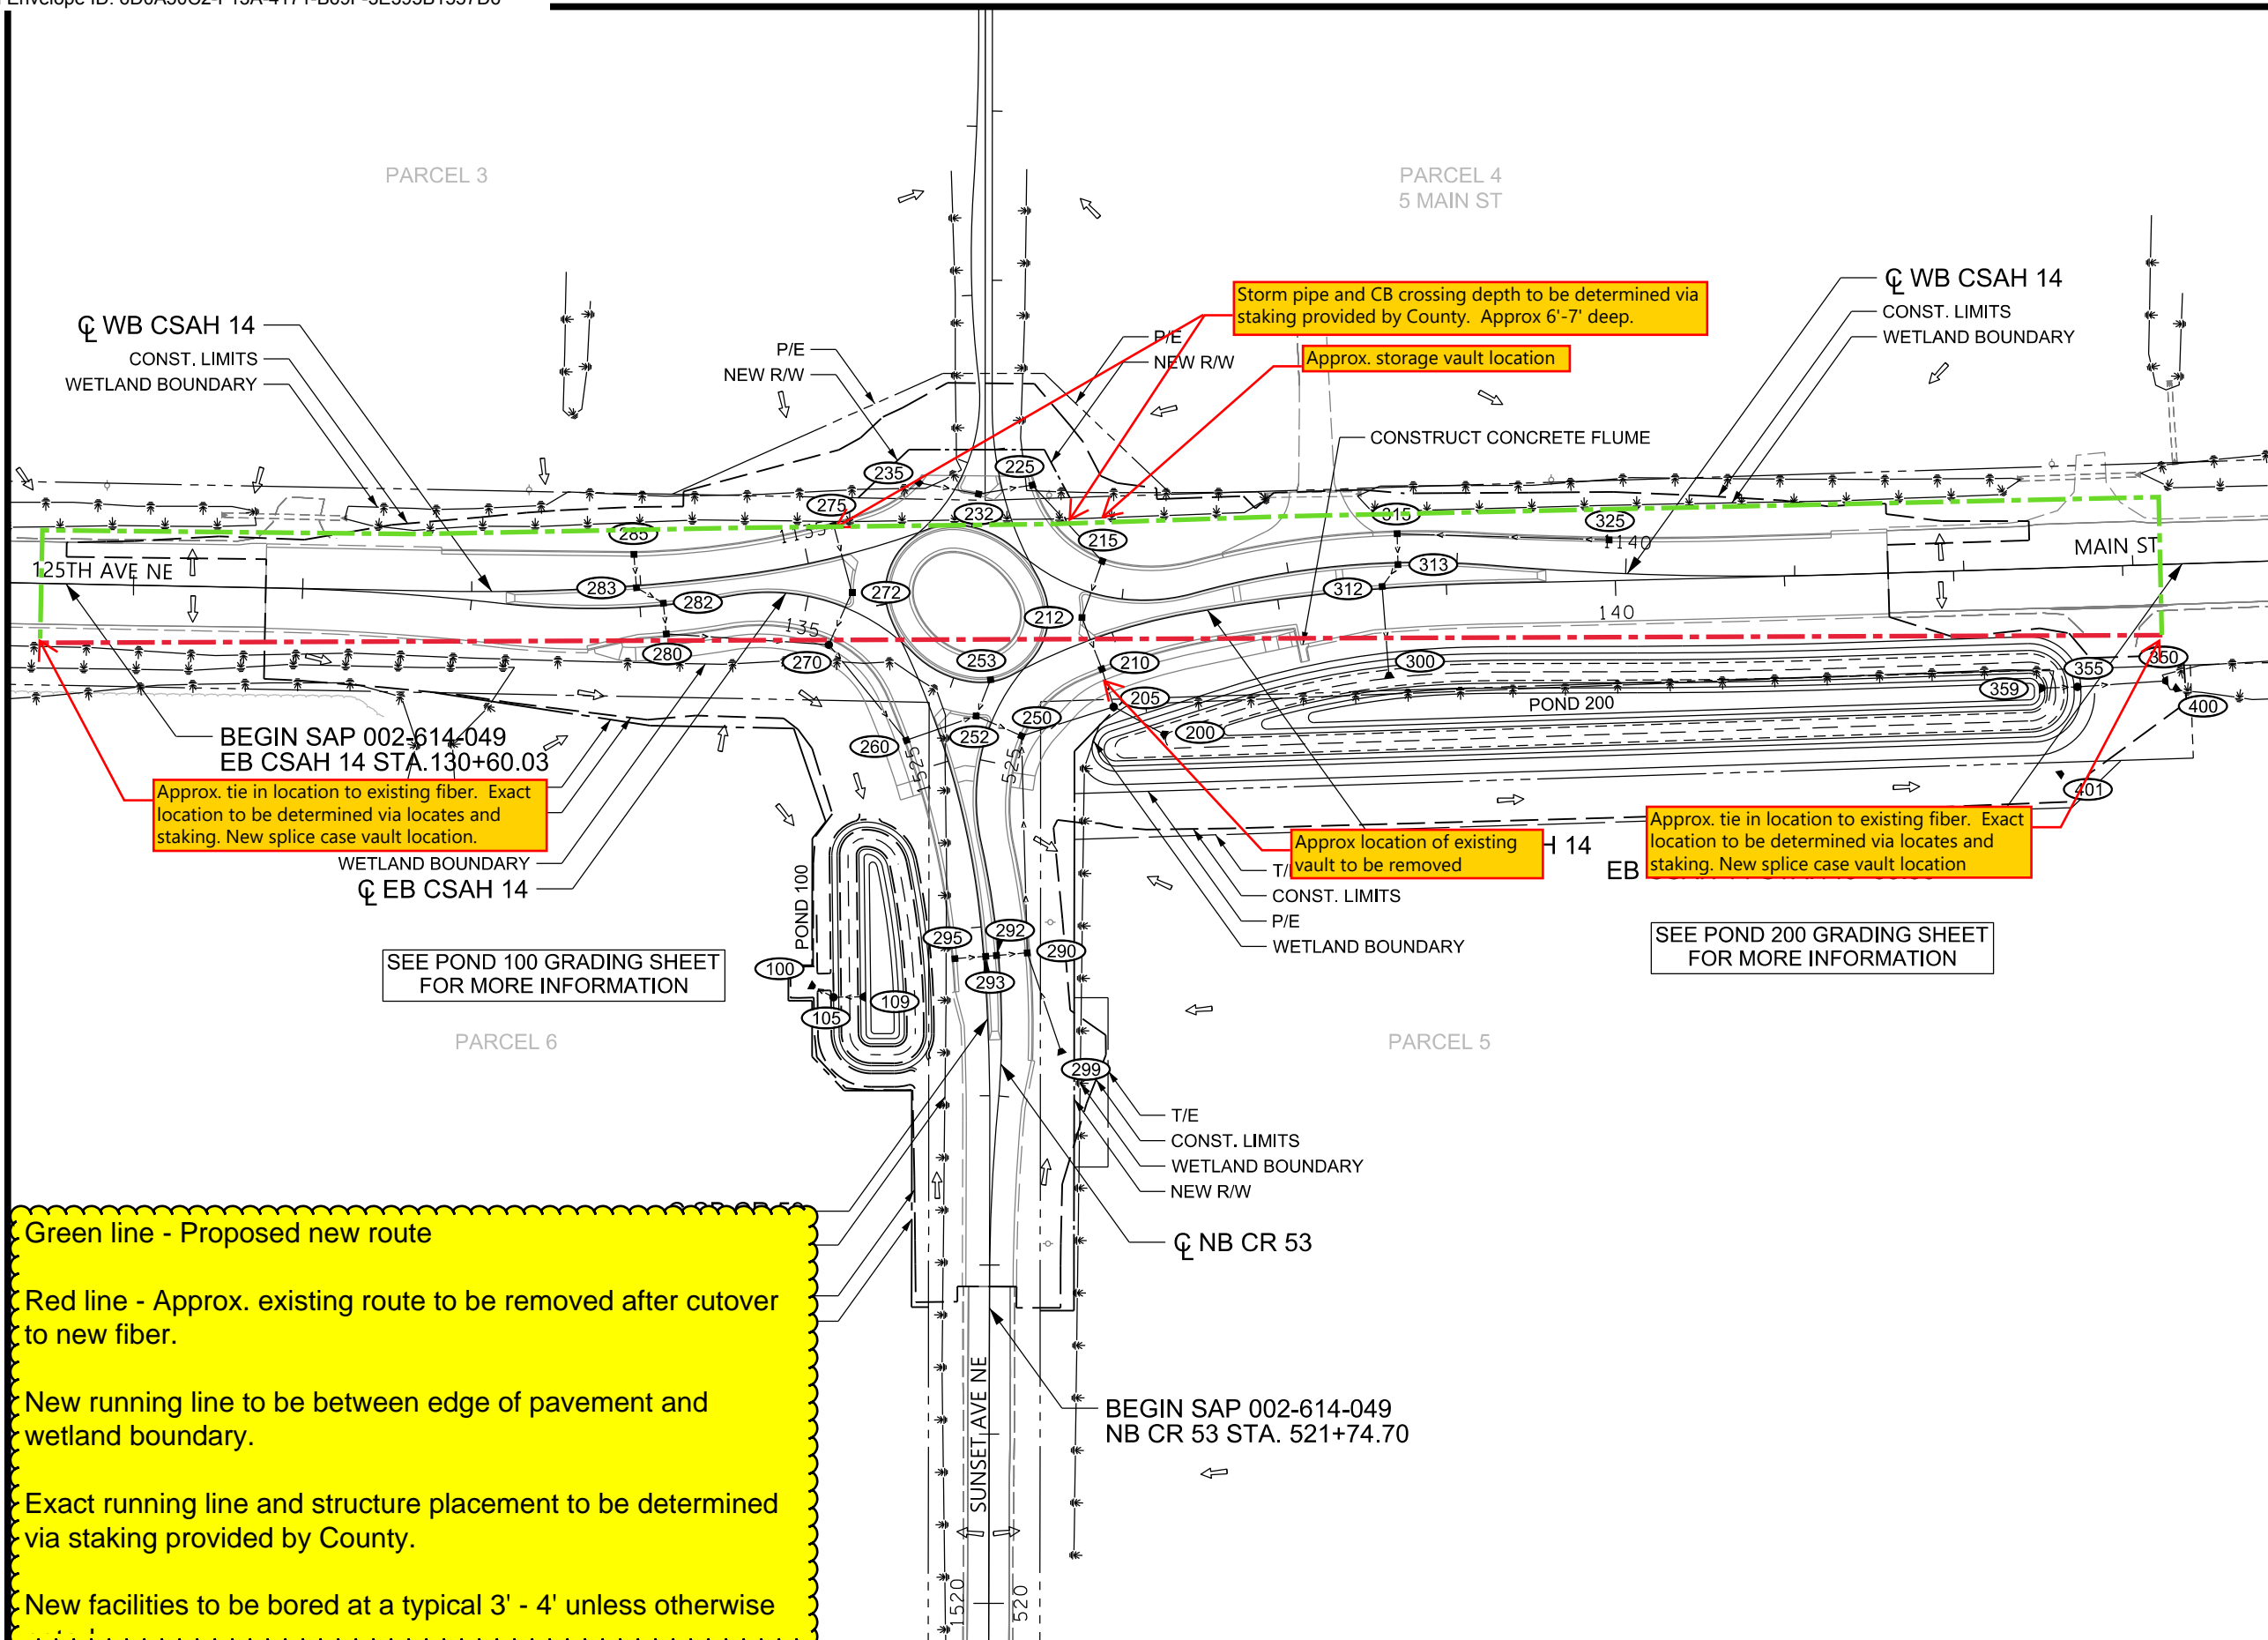 PARCEL 3
PARCEL 4
5 MAIN ST
℄ WB CSAH 14
CONST. LIMITS
WETLAND BOUNDARY
P/E
NEW R/W
Storm pipe and CB crossing depth to be determined via
staking provided by County.  Approx 6'-7' deep.
P/E
NEW R/W
Approx. storage vault location
℄ WB CSAH 14
CONST. LIMITS
WETLAND BOUNDARY
CONSTRUCT CONCRETE FLUME
235
225
275
232
285
215
315
325
1140
125TH AVE NE
MAIN ST
283
282
272
212
312
313
140
135
280
270
253
210
300
350
355
359
205
POND 200
400
250
252
260
200
1525
525
BEGIN SAP 002-614-049
EB CSAH 14 STA.130+60.03
Approx. tie in location to existing fiber.  Exact
location to be determined via locates and
staking. New splice case vault location.
WETLAND BOUNDARY
℄ EB CSAH 14
401
Approx location of existing
vault to be removed
H 14
EB
Approx. tie in location to existing fiber.  Exact
location to be determined via locates and
staking. New splice case vault location
T/
CONST. LIMITS
P/E
WETLAND BOUNDARY
POND 100
SEE POND 100 GRADING SHEET
FOR MORE INFORMATION
SEE POND 200 GRADING SHEET
FOR MORE INFORMATION
295
292
290
293
100
109
105
299
PARCEL 6
PARCEL 5
T/E
CONST. LIMITS
WETLAND BOUNDARY
NEW R/W
℄ NB CR 53
Green line - Proposed new route
Red line - Approx. existing route to be removed after cutover
to new fiber.
New running line to be between edge of pavement and
wetland boundary.
Exact running line and structure placement to be determined
via staking provided by County.
New facilities to be bored at a typical 3' - 4' unless otherwise
SUNSET AVE NE
BEGIN SAP 002-614-049
NB CR 53 STA. 521+74.70
1520
520